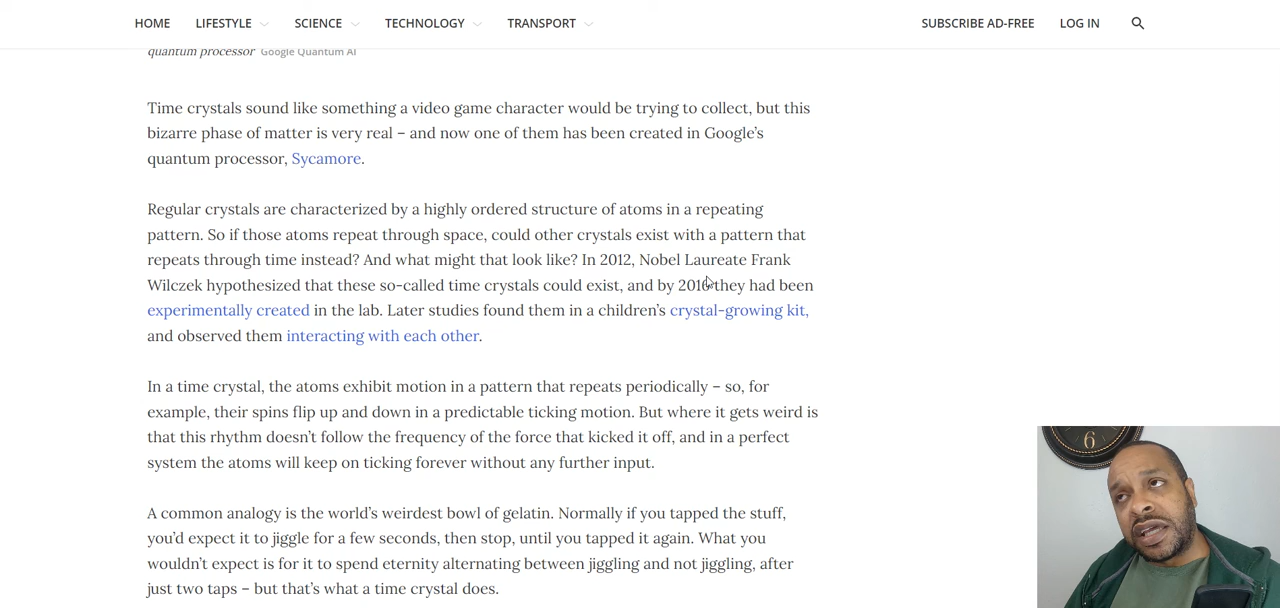 HOME LIFESTYLE SCIENCE TECHNOLOGY TRANSPORT SUBSCRIBE AD-FREE LOG IN
quantum processor Google Quantum AI
Time crystals sound like something a video game character would be trying to collect, but this
bizarre phase of matter is very real – and now one of them has been created in Google's
quantum processor, Sycamore.
Regular crystals are characterized by a highly ordered structure of atoms in a repeating
pattern. So if those atoms repeat through space, could other crystals exist with a pattern that
repeats through time instead? And what might that look like? In 2012, Nobel Laureate Frank
Wilczek hypothesized that these so-called time crystals could exist, and by 2016 they had been
experimentally created in the lab. Later studies found them in a children's crystal-growing kit,
and observed them interacting with each other.
In a time crystal, the atoms exhibit motion in a pattern that repeats periodically – so, for
example, their spins flip up and down in a predictable ticking motion. But where it gets weird is
that this rhythm doesn't follow the frequency of the force that kicked it off, and in a perfect
system the atoms will keep on ticking forever without any further input.
A common analogy is the world's weirdest bowl of gelatin. Normally if you tapped the stuff,
you'd expect it to jiggle for a few seconds, then stop, until you tapped it again. What you
wouldn't expect is for it to spend eternity alternating between jiggling and not jiggling, after
just two taps – but that's what a time crystal does.
6